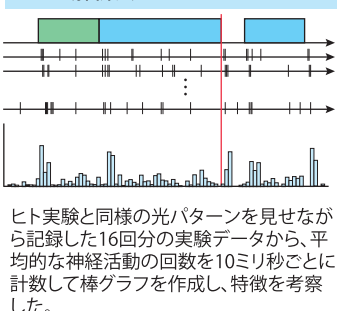 ヒト実験と同様の光パターンを見せなが
ら記録した16回分の実験データから、平
均的な神経活動の回数を10ミリ秒ごとに
計数して棒グラフを作成し、特徴を考察
した。